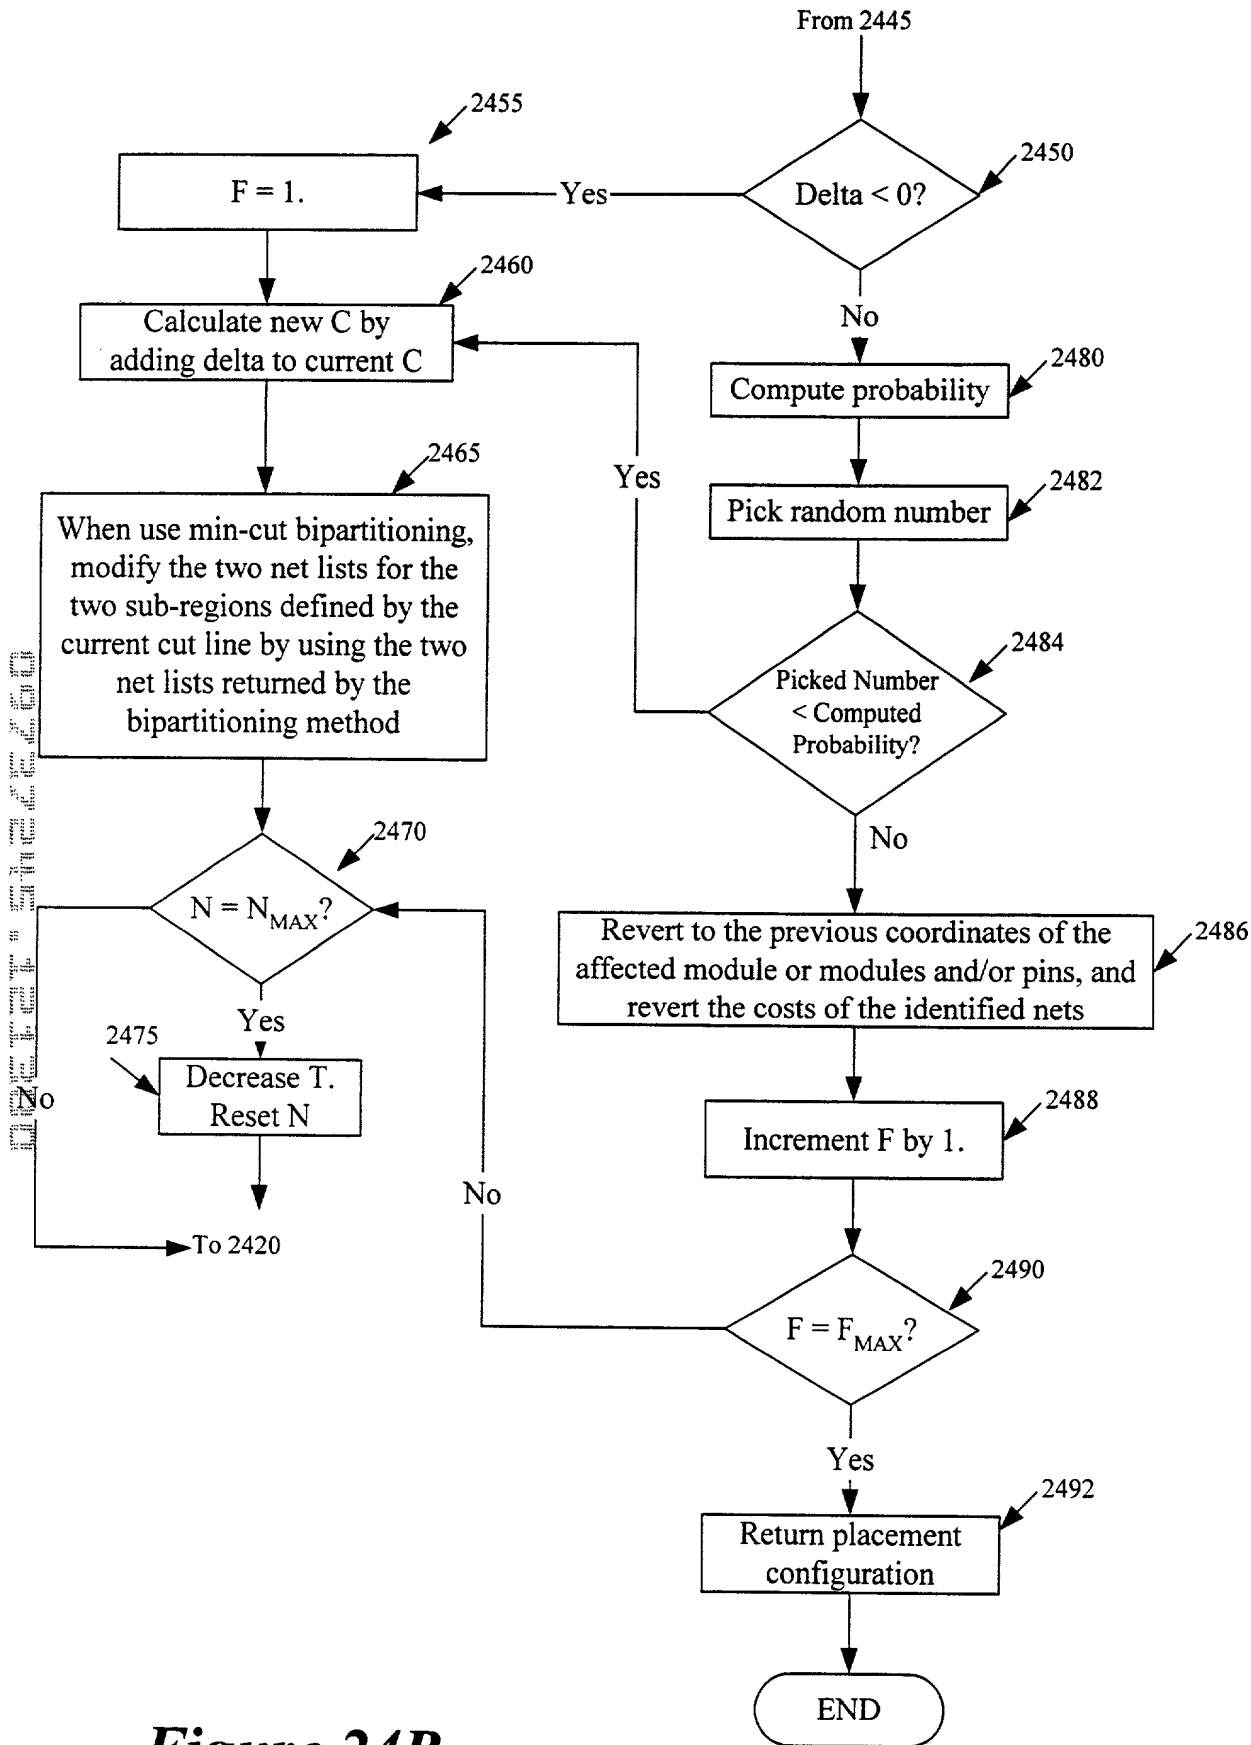 From 2445
2455
2450
F = 1.
Yes
Delta < 0?
2460
No
Calculate new C by
adding delta to current C
2480
Compute probability
2465
Yes
2482
Pick random number
When use min-cut bipartitioning,
modify the two net lists for the
two sub-regions defined by the
current cut line by using the two
net lists returned by the
bipartitioning method
2484
Picked Number
< Computed
Probability?
2470
No
N = NMAX?
2486
Revert to the previous coordinates of the
affected module or modules and/or pins, and
revert the costs of the identified nets
Yes
2475
Decrease T.
Reset N
No
2488
Increment F by 1.
No
To 2420
2490
F = FMAX?
Yes
2492
Return placement
configuration
END
Figure 24B